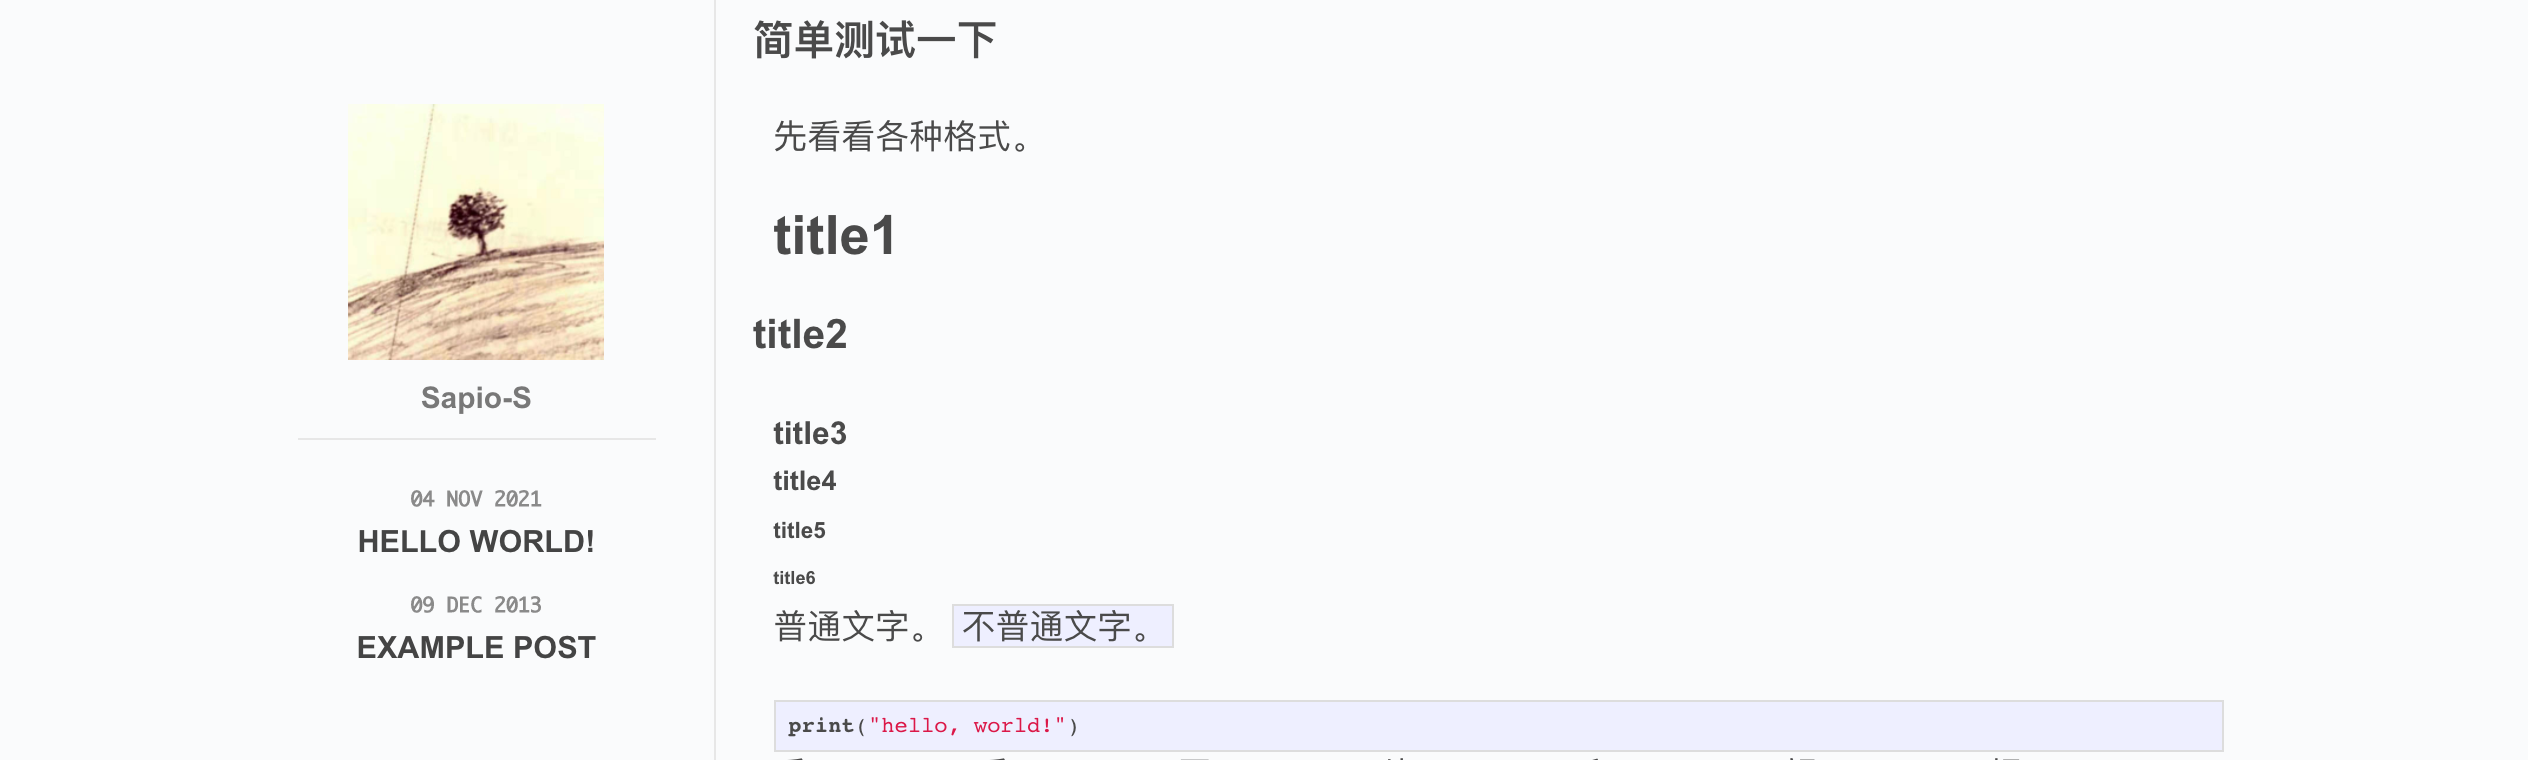 Sapio-S
04 NOV 2021
HELLO WORLD!
09 DEC 2013
EXAMPLE POST
简单测试一下
先看看各种格式。
title1
title2
title3
title4
title5
title6
普通文字。 不普通文字。
print("hello, world!")